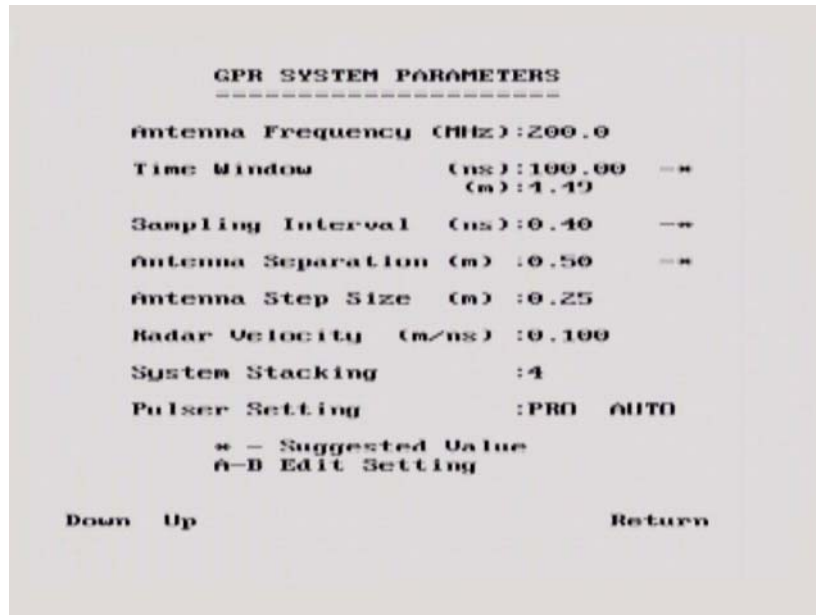 GPR SYSTEM PARAMETERS
Antenna Frequency (MHz):200.0
Time Window (ns):100.00 -*
(m):4.49
Sampling Interval (ns):0.40 -*
Antenna Separation (m) :0.50 -*
Antenna Step Size (m) :0.25
Radar Velocity (m/ns) :0.100
System Stacking :4
Pulser Setting :PRO AUTO
* - Suggested Value
A-B Edit Setting
Down Up Return